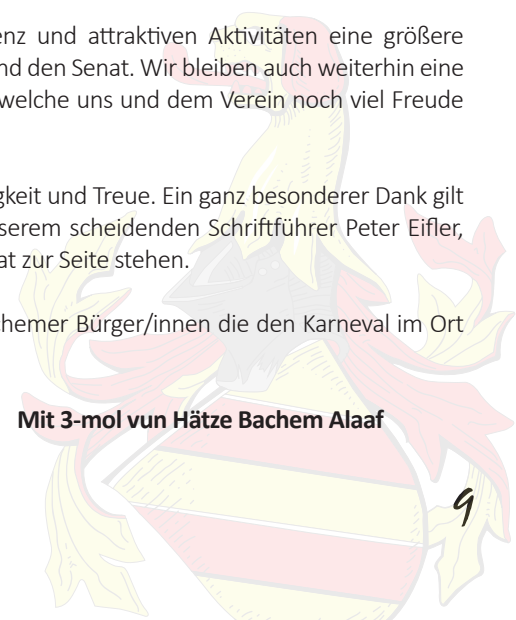 enz und attraktiven Aktivitäten eine größere
nd den Senat. Wir bleiben auch weiterhin eine
welche uns und dem Verein noch viel Freude
gkeit und Treue. Ein ganz besonderer Dank gilt
serem scheidenden Schriftführer Peter Eifler,
at zur Seite stehen.
chemer Bürger/innen die den Karneval im Ort
Mit 3-mol vun Hätze Bachem Alaaf
9